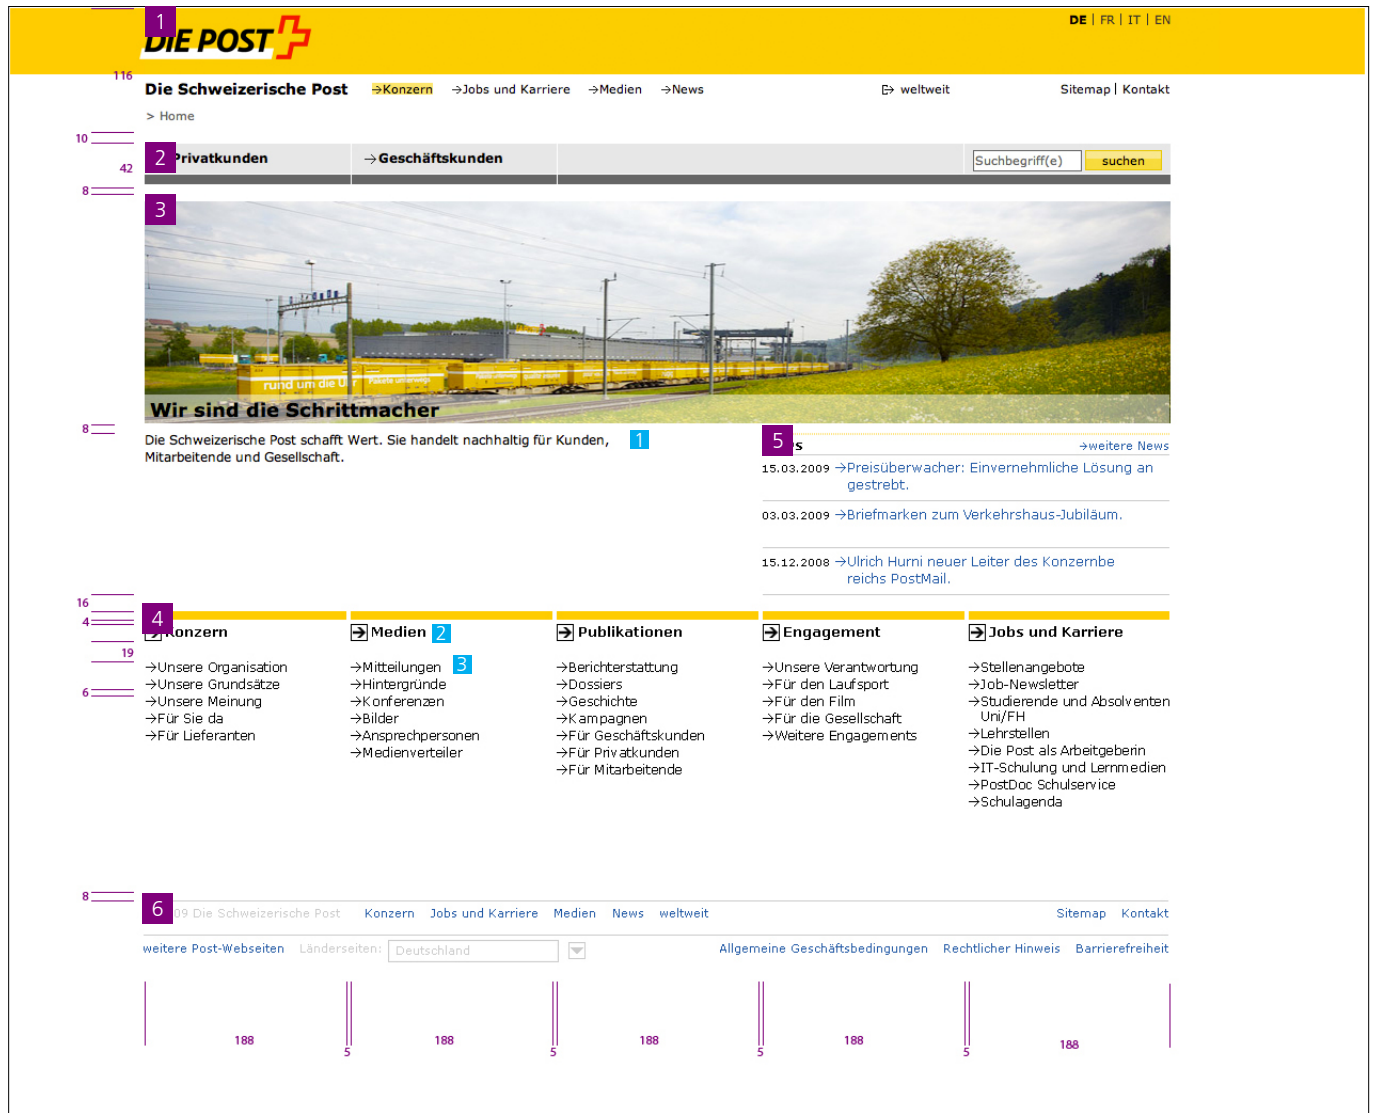 1
DIE POST
DE | FR | IT | EN
116
Die Schweizerische Post →Konzern →Jobs und Karriere →Medien →News weltweit Sitemap | Kontakt
> Home
10
42
8
2 Privatkunden →Geschäftskunden Suchbegriff(e) suchen
3
rund um die Uhr Pakete unterwegs
Wir sind die Schrittmacher
8
Die Schweizerische Post schafft Wert. Sie handelt nachhaltig für Kunden, 1
Mitarbeitende und Gesellschaft.
5 →weitere News
15.03.2009 →Preisüberwacher: Einvernehmliche Lösung an
gestrebt.
03.03.2009 →Briefmarken zum Verkehrshaus-Jubiläum.
15.12.2008 →Ulrich Hurni neuer Leiter des Konzernbe
reichs PostMail.
16
4
19
6
4
Konzern
→Unsere Organisation
→Unsere Grundsätze
→Unsere Meinung
→Für Sie da
→Für Lieferanten
Medien 2
→Mitteilungen 3
→Hintergründe
→Konferenzen
→Bilder
→Ansprechpersonen
→Medienverteiler
Publikationen
→Berichterstattung
→Dossiers
→Geschichte
→Kampagnen
→Für Geschäftskunden
→Für Privatkunden
→Für Mitarbeitende
Engagement
→Unsere Verantwortung
→Für den Laufsport
→Für den Film
→Für die Gesellschaft
→Weitere Engagements
Jobs und Karriere
→Stellenangebote
→Job-Newsletter
→Studierende und Absolventen
Uni/FH
→Lehrstellen
→Die Post als Arbeitgeberin
→IT-Schulung und Lernmedien
→PostDoc Schulservice
→Schulagenda
8
6 09 Die Schweizerische Post Konzern Jobs und Karriere Medien News weltweit Sitemap Kontakt
weitere Post-Webseiten Länderseiten: Deutschland Allgemeine Geschäftsbedingungen Rechtlicher Hinweis Barrierefreiheit
188 188 188 188 188
5 5 5 5